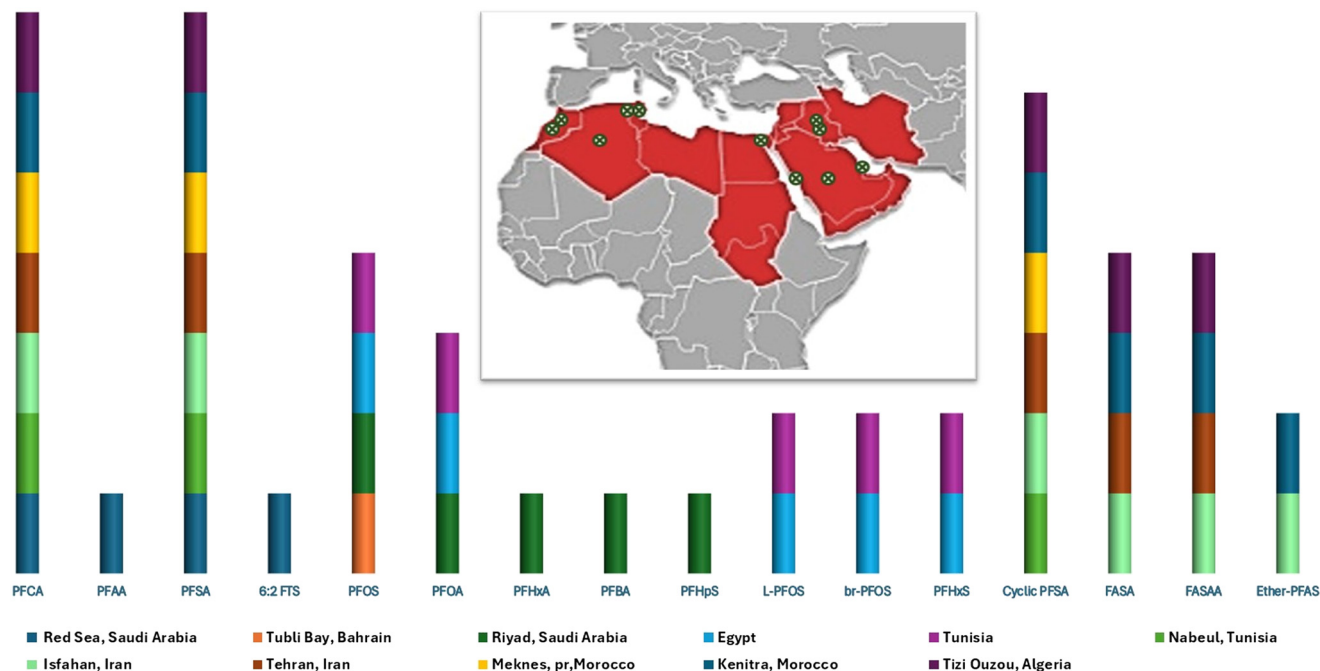 PFCA PFAA PFSA 6:2 FTS PFOS PFOA PFHxA PFBA PFHpS L-PFOS br-PFOS PFHxS Cyclic PFSA FASA FASAA Ether-PFAS
Red Sea, Saudi Arabia Tubli Bay, Bahrain Riyad, Saudi Arabia Egypt Tunisia Nabeul, Tunisia
Isfahan, Iran Tehran, Iran Meknes, pr,Morocco Kenitra, Morocco Tizi Ouzou, Algeria